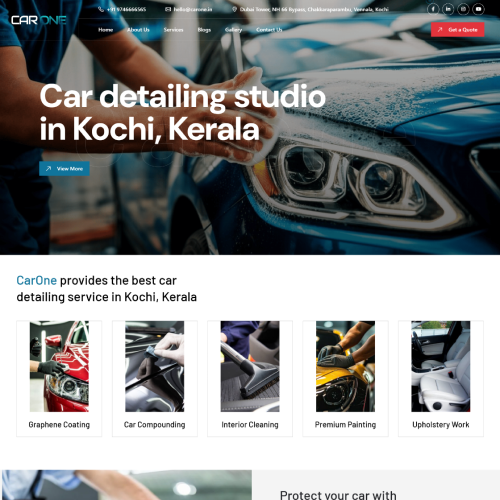 CARONE
+91 9746666565
hello@carone.in
Dubai Tower, NH 66 Bypass, Chakkaraparambu, Vennala, Kochi
Home About Us Services Blogs Gallery Contact Us
Get a Quote
Car detailing studio
in Kochi, Kerala
View More
CarOne provides the best car
detailing service in Kochi, Kerala
Graphene Coating
Car Compounding
Interior Cleaning
Premium Painting
Upholstery Work
Protect your car with